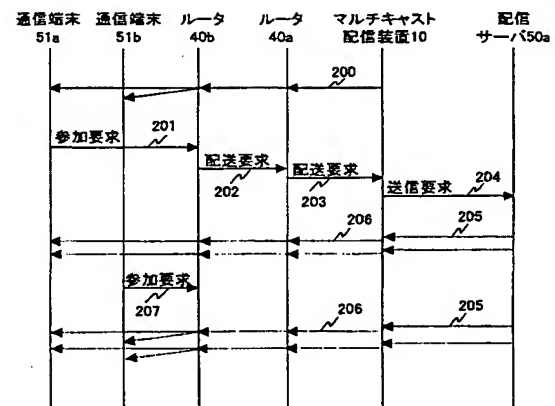 通信端末 通信端末 ルータ ルータ マルチキャスト 配信
51a 51b 40b 40a 配信装置10 サーバ50a
200
参加要求 201
配送要求
202
配送要求
203
送信要求 204
206 205
参加要求
207
206 205